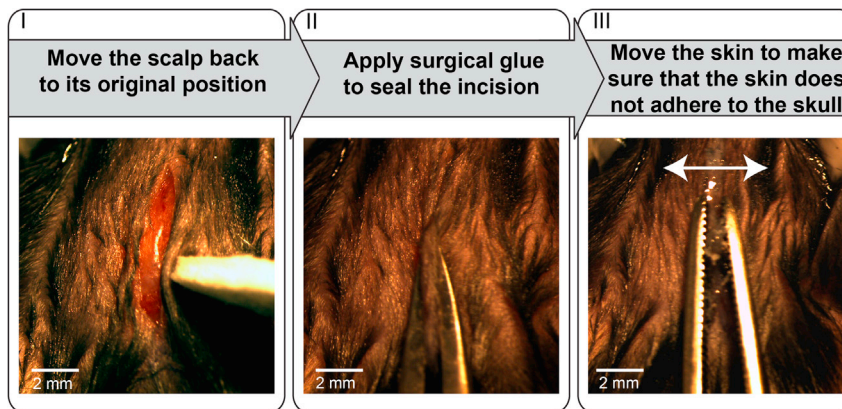 I
Move the scalp back
to its original position
2 mm
II
Apply surgical glue
to seal the incision
2 mm
III
Move the skin to make
sure that the skin does
not adhere to the skull
2 mm